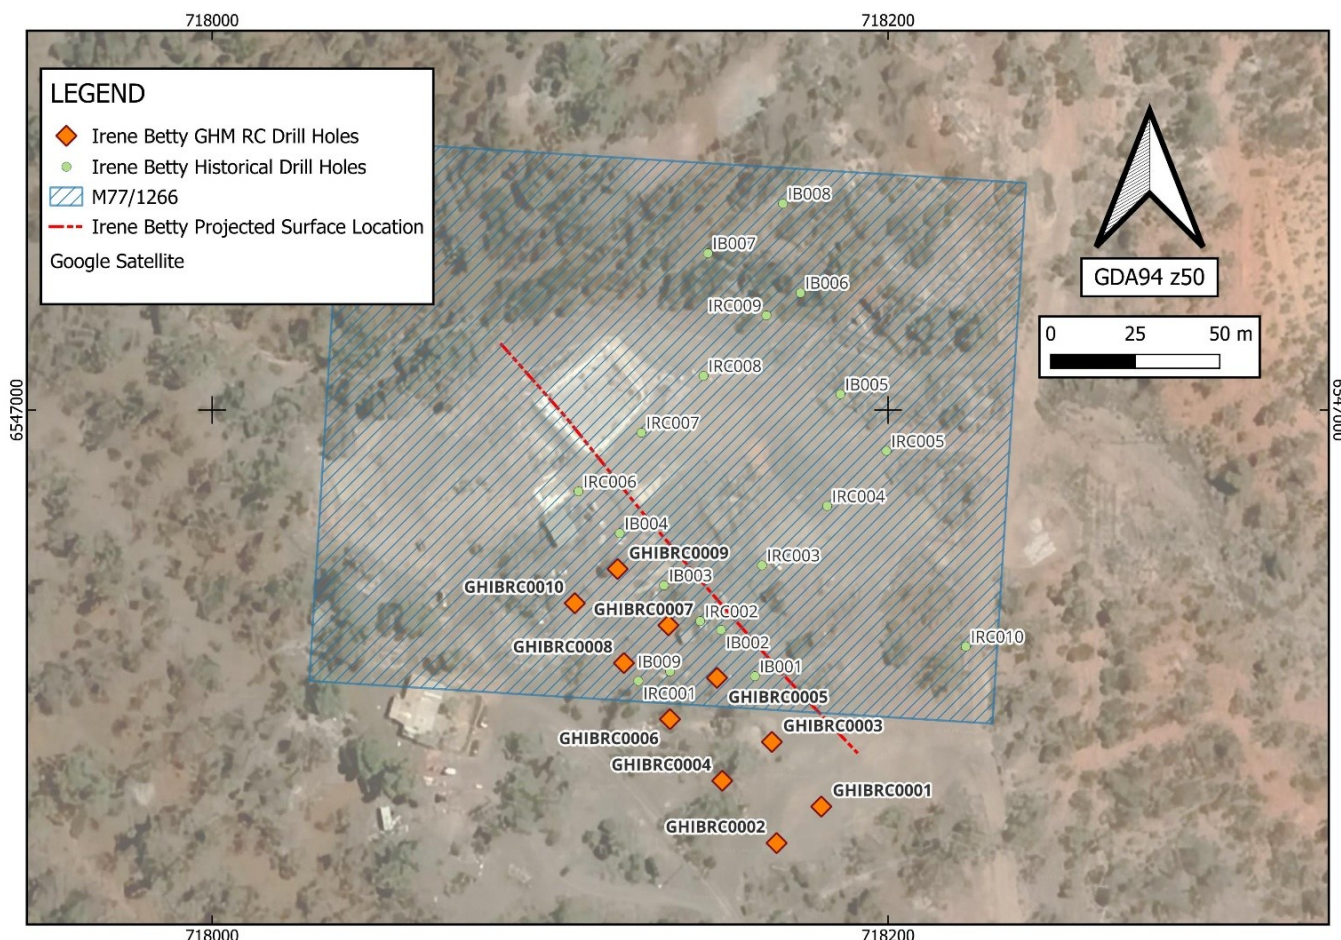 718000
718200
LEGEND
Irene Betty GHM RC Drill Holes
Irene Betty Historical Drill Holes
M77/1266
Irene Betty Projected Surface Location
Google Satellite
GDA94 z50
0 25 50 m
6547000
6547000
IB008
IB007
IB006
IRC009
IRC008
IB005
IRC007
IRC005
IRC006
IRC004
IB004
GHIBRC0009
IRC003
IB003
GHIBRC0010
GHIBRC0007
IRC002
IB002
IRC010
GHIBRC0008
IB009
IB001
IRC001
GHIBRC0005
GHIBRC0003
GHIBRC0006
GHIBRC0004
GHIBRC0001
GHIBRC0002
718000
718200